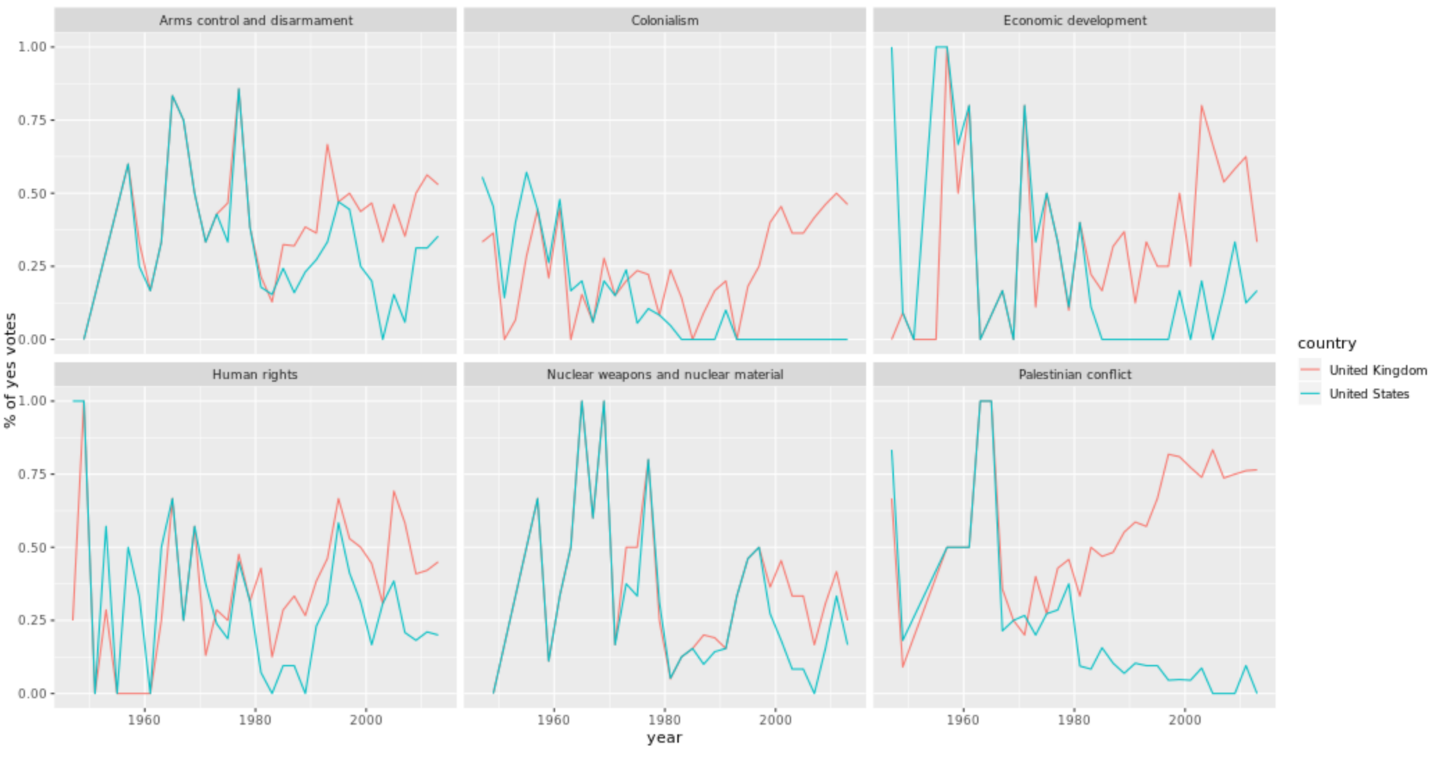 Arms control and disarmament
Colonialism
Economic development
1.00
0.75
0.50
0.25
0.00
Human rights
Nuclear weapons and nuclear material
Palestinian conflict
1.00
0.75
0.50
0.25
0.00
1960
1980
2000
1960
1980
2000
1960
1980
2000
year
% of yes votes
country
United Kingdom
United States